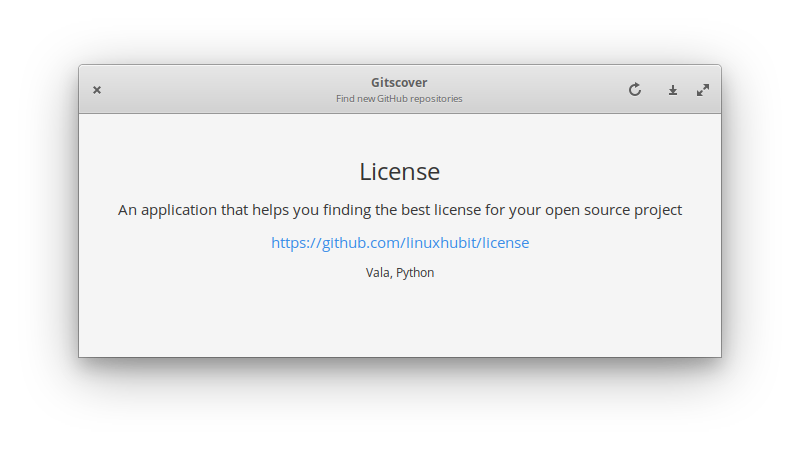 Gitscover
Find new GitHub repositories
License
An application that helps you finding the best license for your open source project
https://github.com/linuxhubit/license
Vala, Python